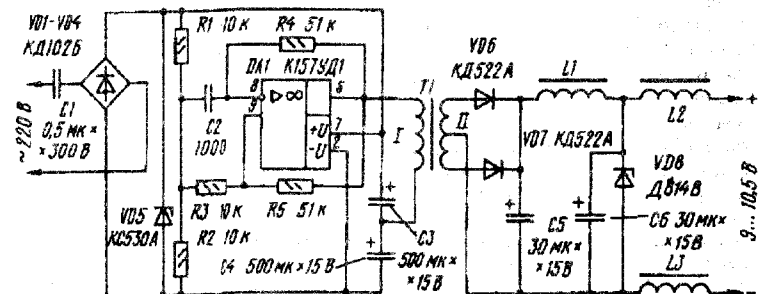 VD1-VD4
КД102Б
R1 10 к
R4 51 к
DA1 К157УД1
VD6
КД522А
L1
T1
C1
0,5 мк ×
× 300 В
~ 220 В
8
9
▷∞
6
+U
-U
7
2
C2
1000
I
II
VD7 КД522А
L2
+
VD5
КС530А
R3 10 к
R5 51 к
R2 10 к
+
C3
500 мк ×
× 15 В
+
C4 500 мк × 15 В
+
C5
30 мк ×
× 15 В
+
VD8
Д814В
C6 30 мк ×
× 15 В
9...10,5 В
L3
-